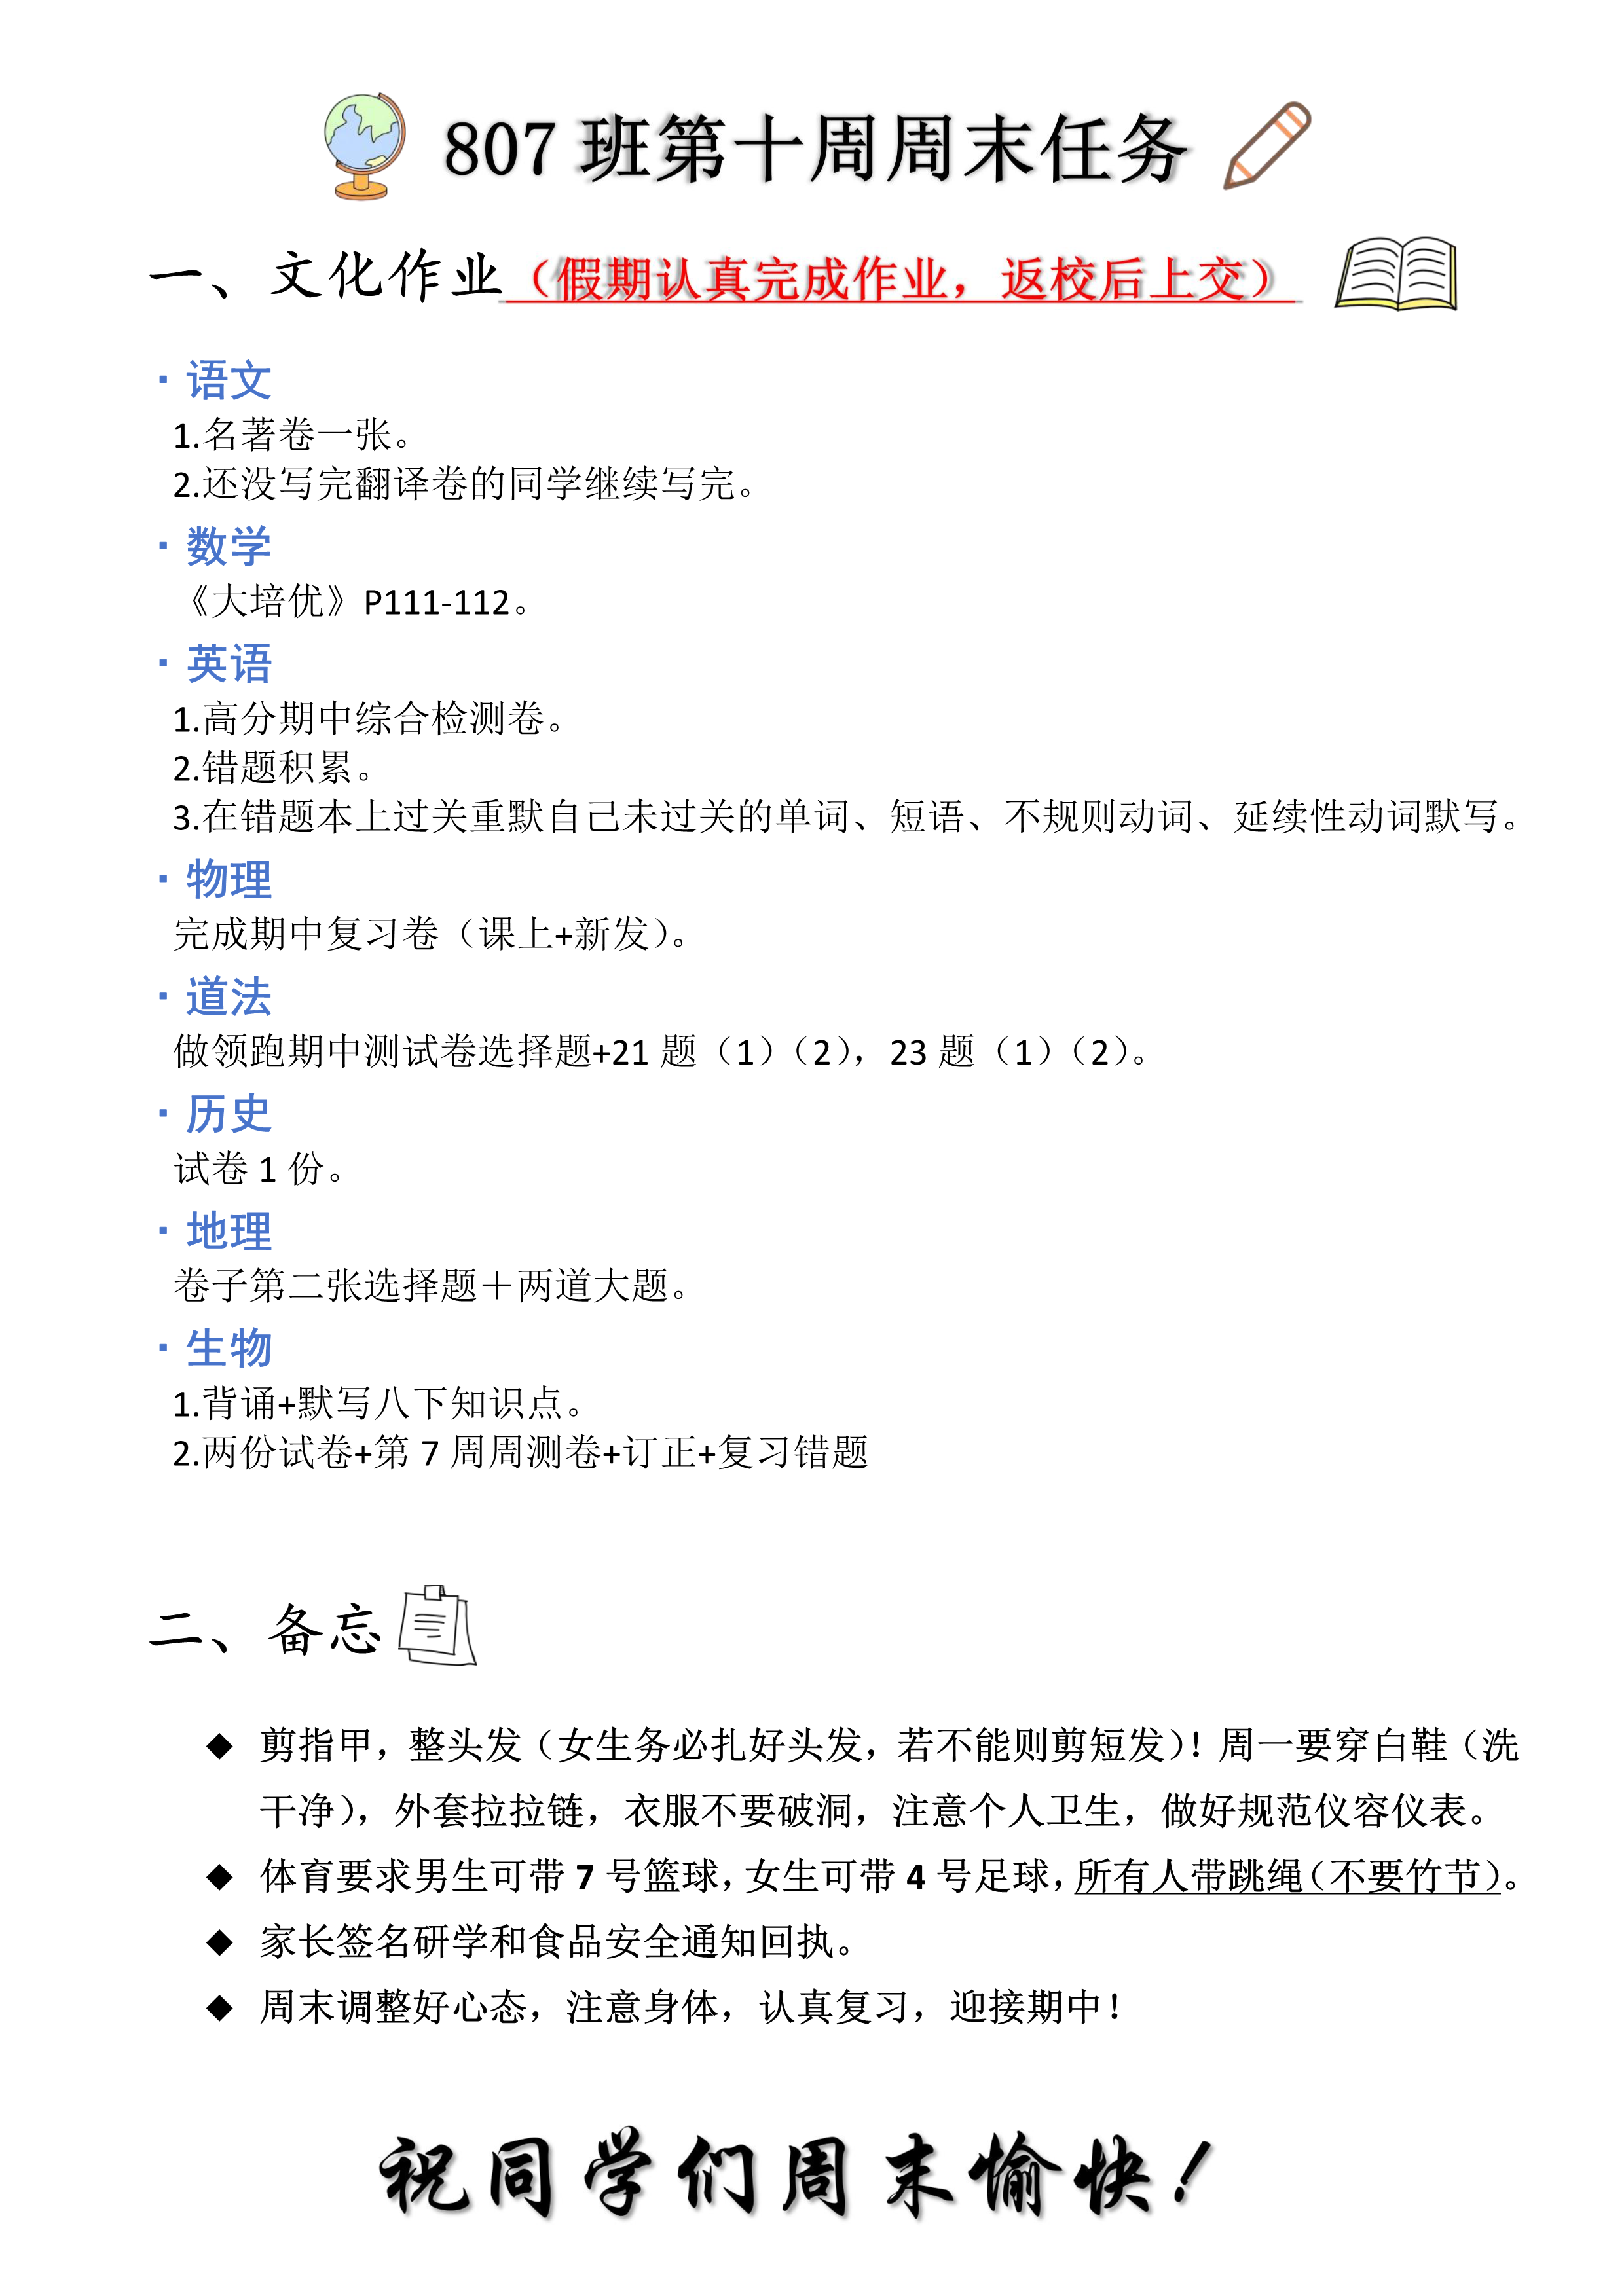 807 班第十周周末任务
一、文化作业（假期认真完成作业，返校后上交）
· 语文
1.名著卷一张。
2.还没写完翻译卷的同学继续写完。
· 数学
《大培优》P111-112。
· 英语
1.高分期中综合检测卷。
2.错题积累。
3.在错题本上过关重默自己未过关的单词、短语、不规则动词、延续性动词默写。
· 物理
完成期中复习卷（课上+新发）。
· 道法
做领跑期中测试卷选择题+21 题（1）（2），23 题（1）（2）。
· 历史
试卷 1 份。
· 地理
卷子第二张选择题＋两道大题。
· 生物
1.背诵+默写八下知识点。
2.两份试卷+第 7 周周测卷+订正+复习错题
二、备忘
◆ 剪指甲，整头发（女生务必扎好头发，若不能则剪短发）！周一要穿白鞋（洗
干净），外套拉拉链，衣服不要破洞，注意个人卫生，做好规范仪容仪表。
◆ 体育要求男生可带 7 号篮球，女生可带 4 号足球，所有人带跳绳（不要竹节）。
◆ 家长签名研学和食品安全通知回执。
◆ 周末调整好心态，注意身体，认真复习，迎接期中！
祝同学们周末愉快！